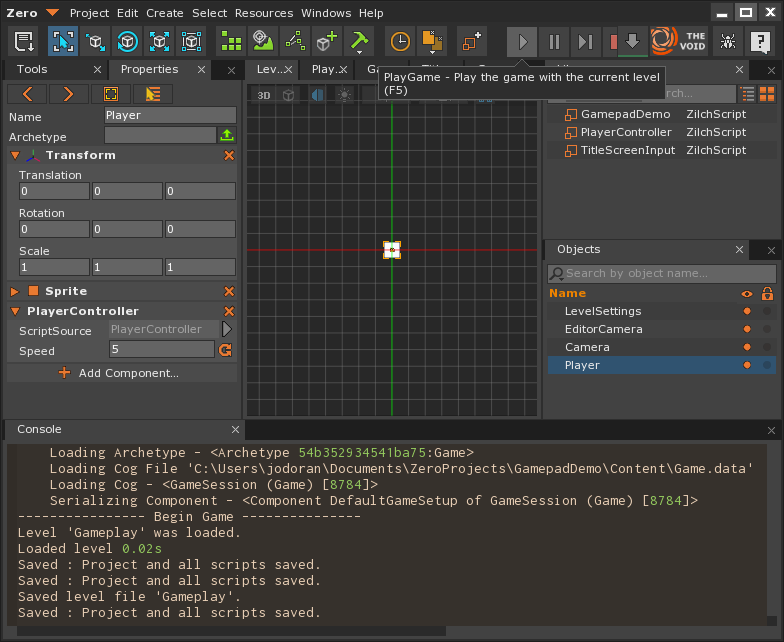 Zero Project Edit Create Select Resources Windows Help
THE
VOID
Tools Properties Lev... Play...
PlayGame - Play the game with the current level
(F5)
3D
Name Player
Archetype
Transform
Translation
0 0 0
Rotation
0 0 0
Scale
1 1 1
Sprite
PlayerController
ScriptSource PlayerController
Speed 5
Add Component...
GamepadDemo ZilchScript
PlayerController ZilchScript
TitleScreenInput ZilchScript
Objects
Search by object name...
Name
LevelSettings
EditorCamera
Camera
Player
Console
Loading Archetype - <Archetype 54b352934541ba75:Game>
Loading Cog File 'C:\Users\jodoran\Documents\ZeroProjects\GamepadDemo\Content\Game.data'
Loading Cog - <GameSession (Game) [8784]>
Serializing Component - <Component DefaultGameSetup of GameSession (Game) [8784]>
--------------- Begin Game ---------------
Level 'Gameplay' was loaded.
Loaded level 0.02s
Saved : Project and all scripts saved.
Saved : Project and all scripts saved.
Saved level file 'Gameplay'.
Saved : Project and all scripts saved.